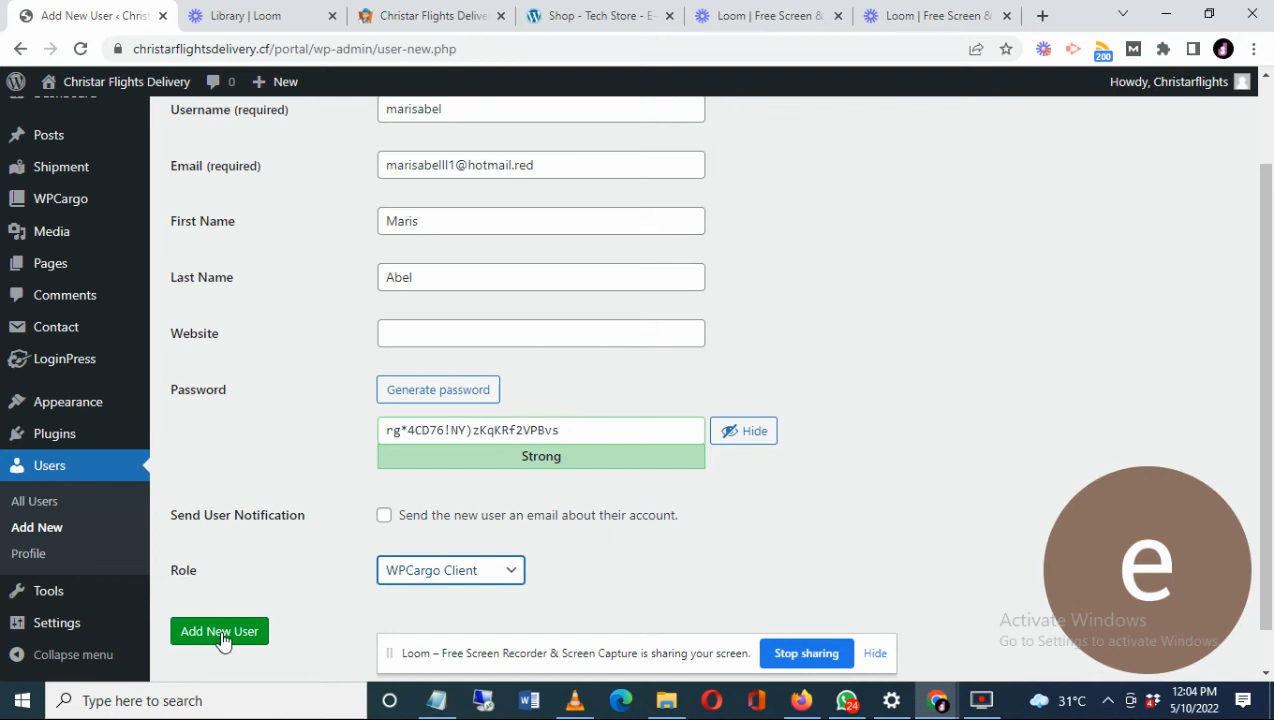 Add New User ‹ Christ
Library | Loom
Christar Flights Delive
Shop - Tech Store - E-
Loom | Free Screen &
Loom | Free Screen &
christarflightsdelivery.cf/portal/wp-admin/user-new.php
200
M
Christar Flights Delivery
0
New
Howdy, Christarflights
Posts
Shipment
WPCargo
Media
Pages
Comments
Contact
LoginPress
Appearance
Plugins
Users
All Users
Add New
Profile
Tools
Settings
Collapse menu
Username (required)
marisabel
Email (required)
marisabelll1@hotmail.red
First Name
Maris
Last Name
Abel
Website
Password
Generate password
rg*4CD76!NY)zKqKRf2VPBvs
Hide
Strong
Send User Notification
Send the new user an email about their account.
Role
WPCargo Client
Add New User
e
Activate Windows
Go to Settings to activate Windows.
Loom – Free Screen Recorder & Screen Capture is sharing your screen.
Stop sharing
Hide
Type here to search
24
31°C
12:04 PM
5/10/2022